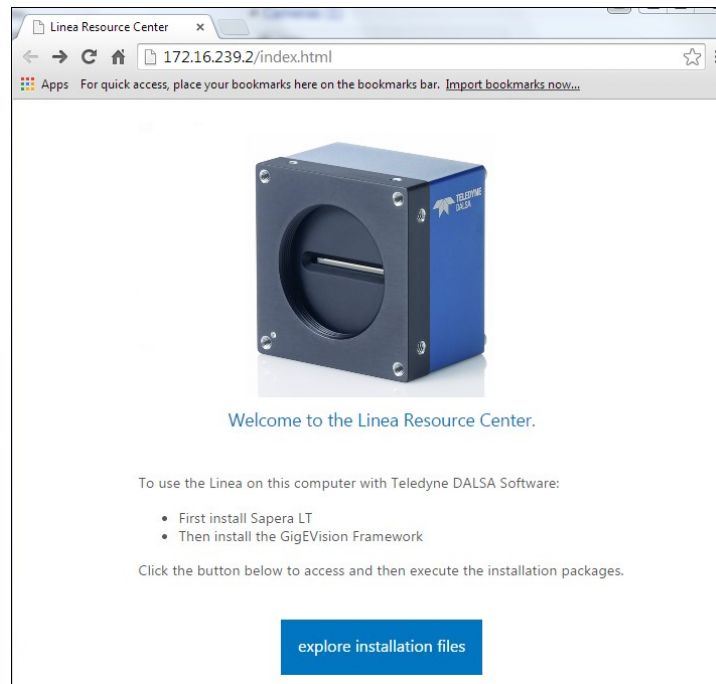 Linea Resource Center
172.16.239.2/index.html
Apps For quick access, place your bookmarks here on the bookmarks bar. Import bookmarks now...
TELEDYNE
DALSA
Welcome to the Linea Resource Center.
To use the Linea on this computer with Teledyne DALSA Software:
• First install Sapera LT
• Then install the GigEVision Framework
Click the button below to access and then execute the installation packages.
explore installation files